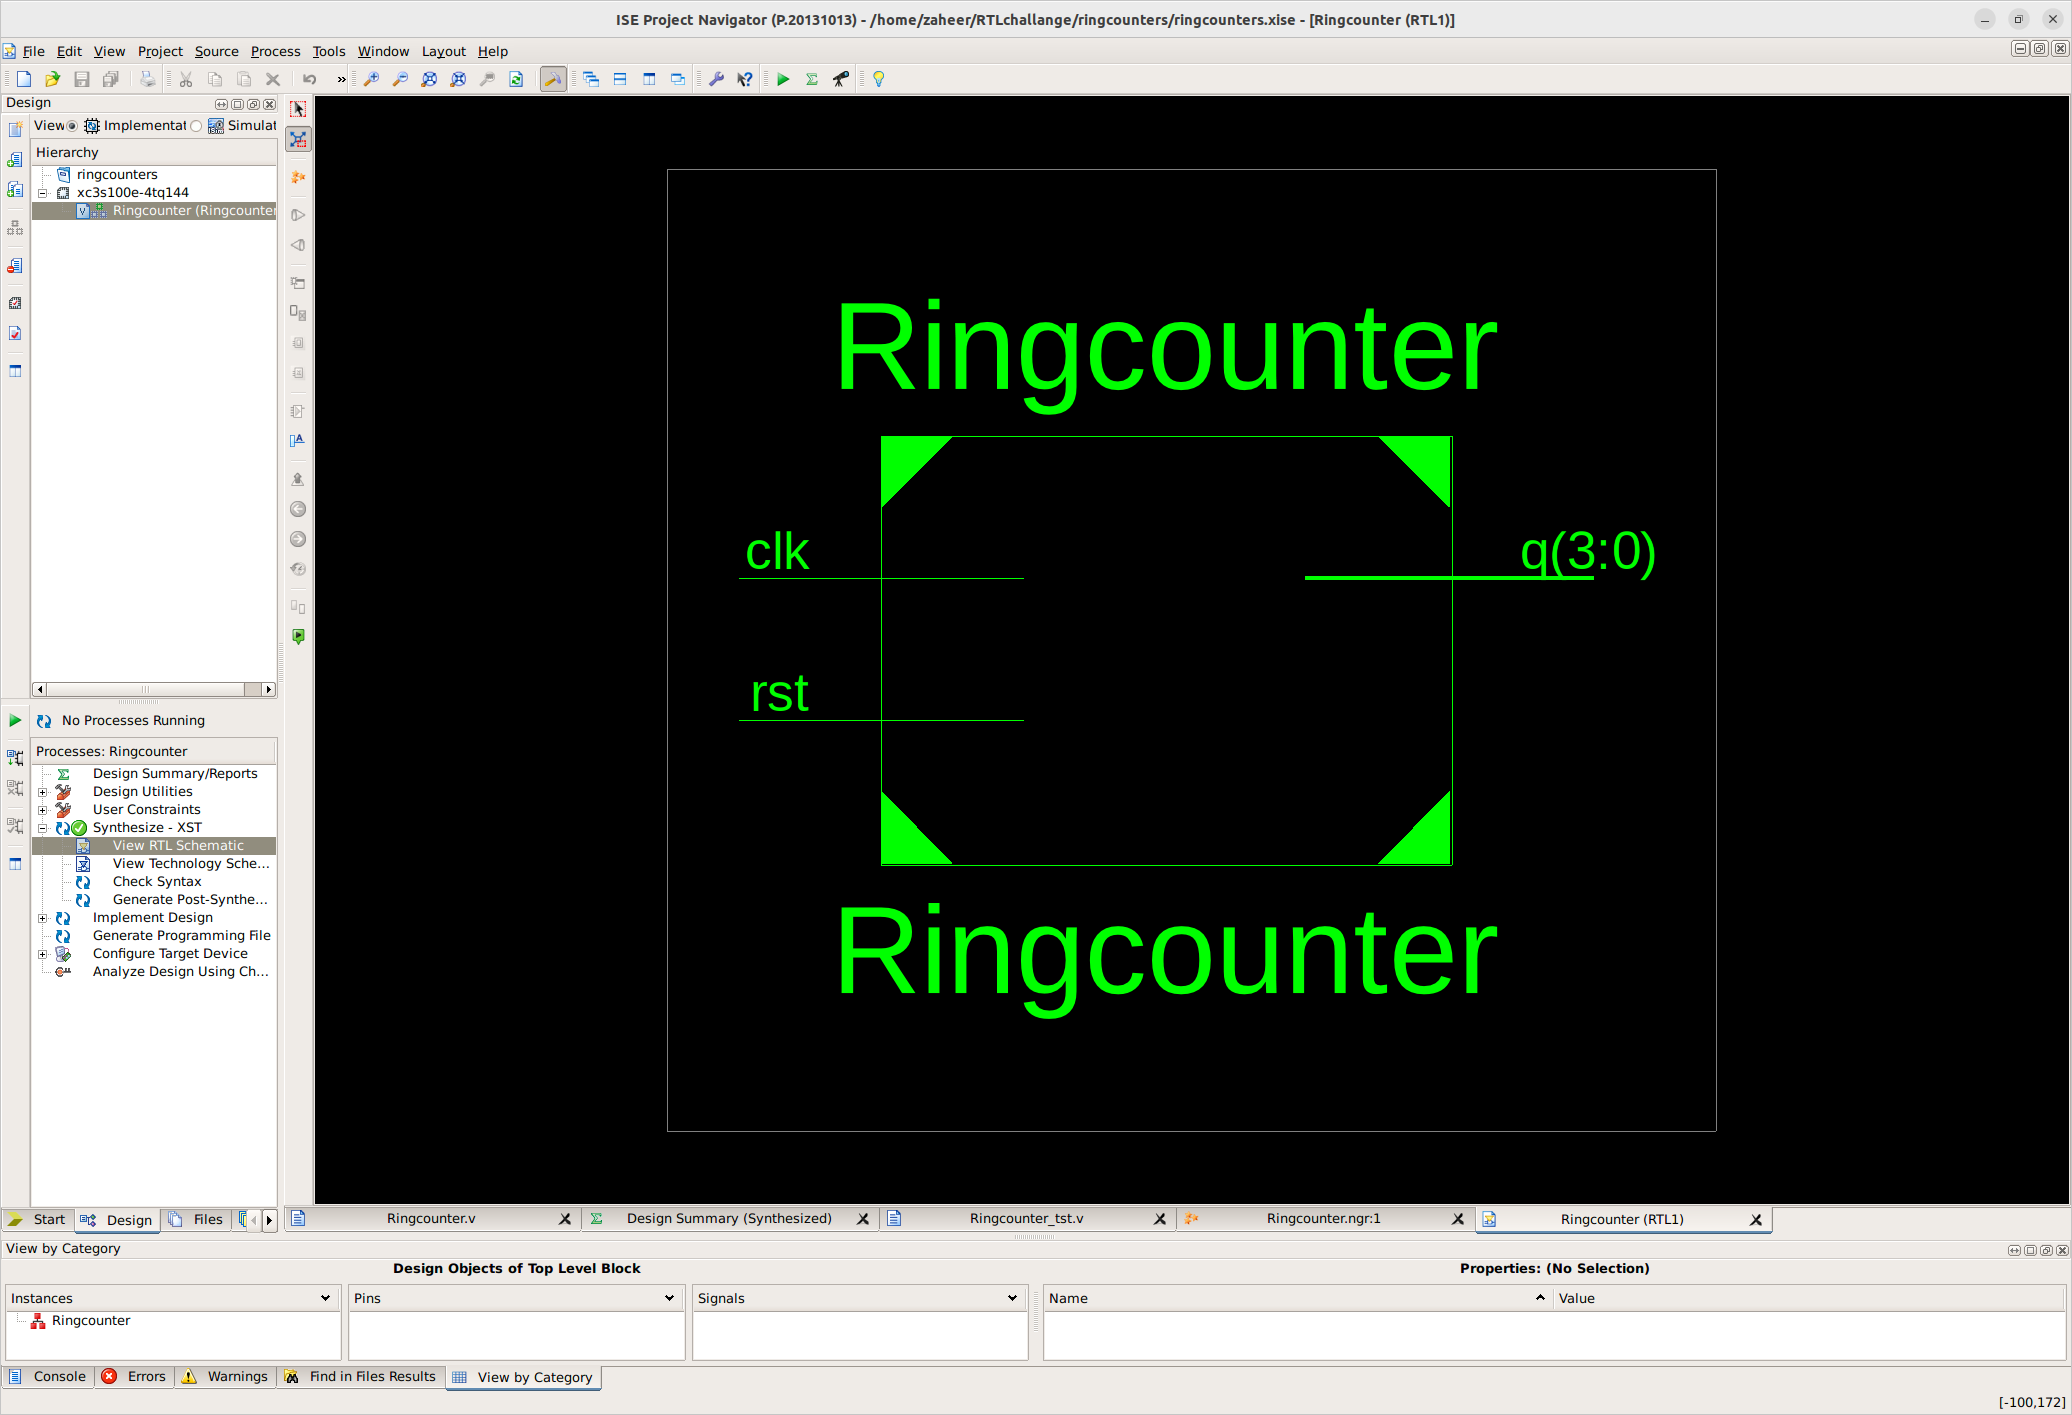 ISE Project Navigator (P.20131013) - /home/zaheer/RTLchallange/ringcounters/ringcounters.xise - [Ringcounter (RTL1)]
File Edit View Project Source Process Tools Window Layout Help
Design
View Implementat Simulat
Hierarchy
ringcounters
xc3s100e-4tq144
Ringcounter (Ringcounter
No Processes Running
Processes: Ringcounter
Design Summary/Reports
Design Utilities
User Constraints
Synthesize - XST
View RTL Schematic
View Technology Sche...
Check Syntax
Generate Post-Synthe...
Implement Design
Generate Programming File
Configure Target Device
Analyze Design Using Ch...
Start Design Files
Ringcounter
clk
q(3:0)
rst
Ringcounter
Ringcounter.v
Design Summary (Synthesized)
Ringcounter_tst.v
Ringcounter.ngr:1
Ringcounter (RTL1)
View by Category
Design Objects of Top Level Block
Properties: (No Selection)
Instances
Pins
Signals
Name
Value
Ringcounter
Console Errors Warnings Find in Files Results View by Category
[-100,172]